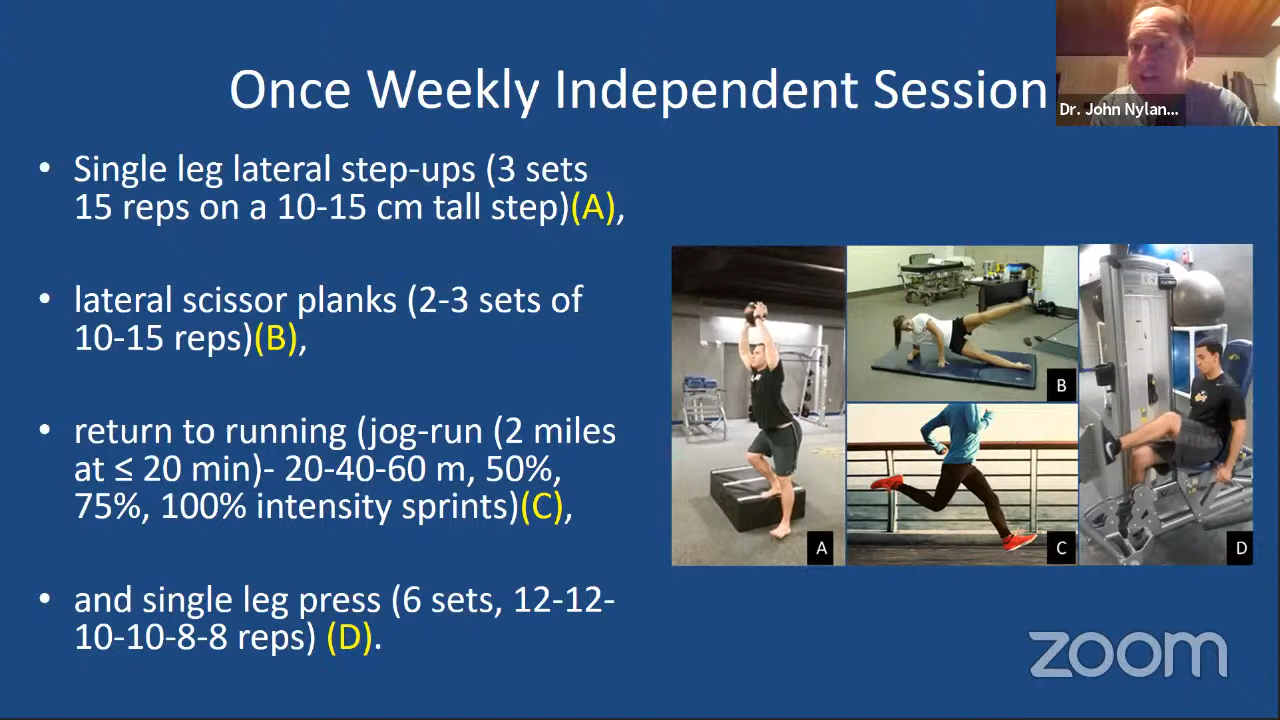 Once Weekly Independent Session
Dr. John Nylan...
• Single leg lateral step-ups (3 sets
15 reps on a 10-15 cm tall step)(A),
• lateral scissor planks (2-3 sets of
10-15 reps)(B),
• return to running (jog-run (2 miles
at ≤ 20 min)- 20-40-60 m, 50%,
75%, 100% intensity sprints)(C),
• and single leg press (6 sets, 12-12-
10-10-8-8 reps) (D).
A
B
C
D
zoom